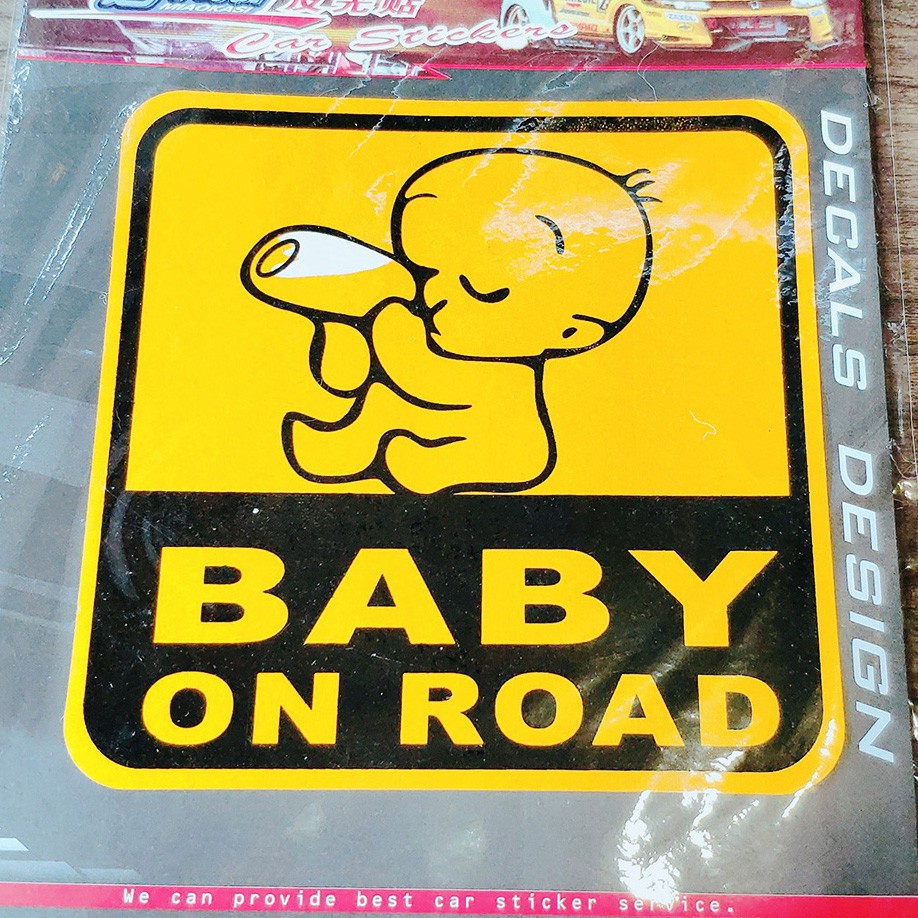 Car Stickers
DECALS DESIGN
BABY
ON ROAD
We can provide best car sticker service.